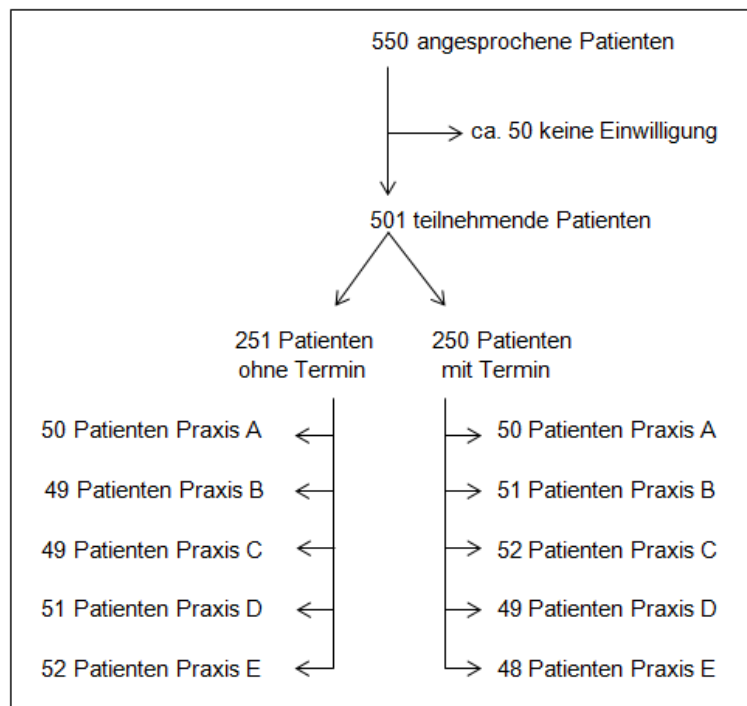 550 angesprochene Patienten
ca. 50 keine Einwilligung
501 teilnehmende Patienten
251 Patienten
ohne Termin
250 Patienten
mit Termin
50 Patienten Praxis A
49 Patienten Praxis B
49 Patienten Praxis C
51 Patienten Praxis D
52 Patienten Praxis E
50 Patienten Praxis A
51 Patienten Praxis B
52 Patienten Praxis C
49 Patienten Praxis D
48 Patienten Praxis E